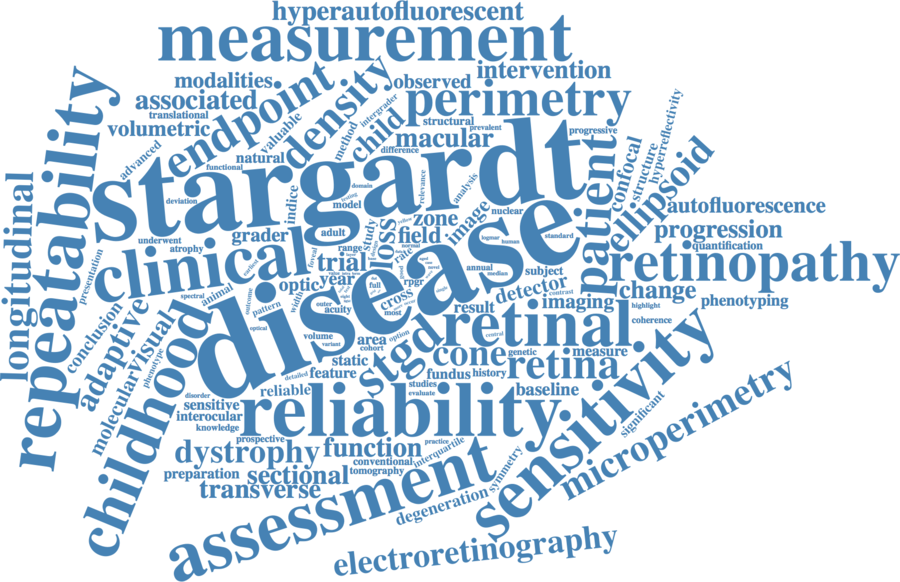 hyperautofluorescent
measurement
modalities
endpoint
density
observed
intervention
associated
translational
volumetric
valuable
method
intergrader
child
structural
prevalent
perimetry
macular
progressive
difference
advanced
functional
natural
repeatability
stargardt
deviation
indice
model
domain
testing
relevance
analysis
patient
confocal
structure
hyperreflectivity
ellipsoid
longitudinal
adult
study
loss
zone
field
image
nuclear
logmar
human
standard
autofluorescence
progression
quantification
underwent
atrophy
grader
clinical
disease
presentation
range
normal
rate
trial
foveal
year
optic
full
rpgr
annual
median
subject
retinopathy
spectral
animal
outcome
pattern
width
outer
acuity
cross
most
result
detector
contrast
imaging
change
highlight
phenotyping
conclusion
adaptive
visual
molecular
phenotype
childhood
optical
volume
variant
area
cohort
option
central
retinal
coherence
static
feature
detailed
stgd
cone
genetic
measure
retina
fundus
history
studies
evaluate
baseline
disorder
sensitive
reliable
interocular
knowledge
reliability
sensitivity
significant
microperimetry
prospective
dystrophy
function
practice
interquartile
conventional
tomography
preparation
sectional
transverse
assessment
symmetry
degeneration
electroretinography